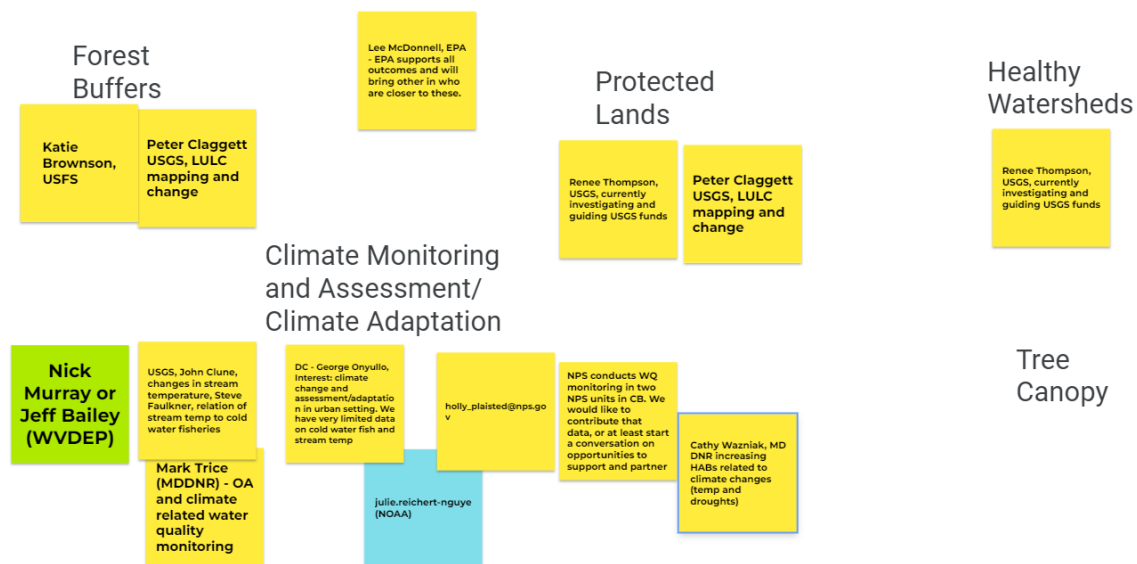 Forest
Buffers
Lee McDonnell, EPA
- EPA supports all
outcomes and will
bring other in who
are closer to these.
Protected
Lands
Healthy
Watersheds
Katie
Brownson,
USFS
Peter Claggett
USGS, LULC
mapping and
change
Renee Thompson,
USGS, currently
investigating and
guiding USGS funds
Peter Claggett
USGS, LULC
mapping and
change
Renee Thompson,
USGS, currently
investigating and
guiding USGS funds
Climate Monitoring
and Assessment/
Climate Adaptation
Tree
Canopy
Nick
Murray or
Jeff Bailey
(WVDEP)
USGS, John Clune,
changes in stream
temperature, Steve
Faulkner, relation of
stream temp to cold
water fisheries
DC - George Onyullo,
Interest: climate
change and
assessment/adaptatio
n in urban setting. We
have very limited data
on cold water fish and
stream temp
holly_plaisted@nps.go
v
NPS conducts WQ
monitoring in two
NPS units in CB. We
would like to
contribute that
data, or at least start
a conversation on
opportunities to
support and partner
Cathy Wazniak, MD
DNR increasing
HABs related to
climate changes
(temp and
droughts)
Mark Trice
(MDDNR) - OA
and climate
related water
quality
monitoring
julie.reichert-nguye
(NOAA)